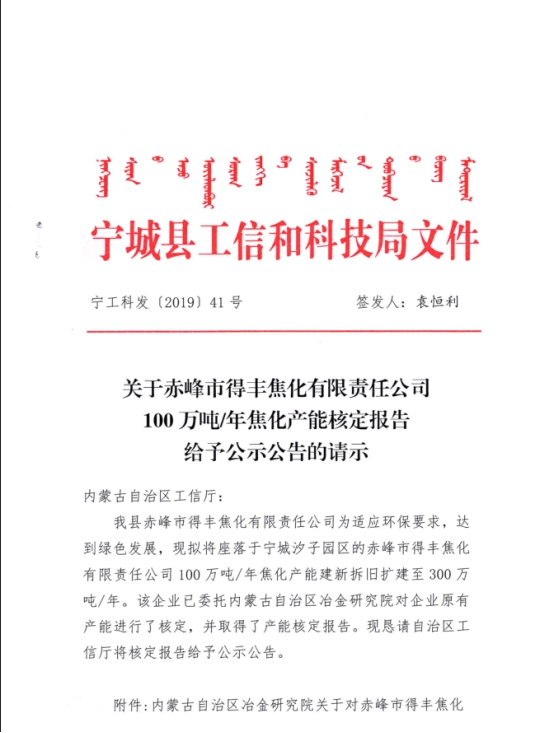 宁城县工信和科技局文件
宁工科发〔2019〕41 号 签发人：袁恒利
关于赤峰市得丰焦化有限责任公司
100 万吨/年焦化产能核定报告
给予公示公告的请示
内蒙古自治区工信厅：
我县赤峰市得丰焦化有限责任公司为适应环保要求，达
到绿色发展，现拟将座落于宁城汐子园区的赤峰市得丰焦化
有限责任公司 100 万吨/年焦化产能建新拆旧扩建至 300 万
吨/年。该企业已委托内蒙古自治区冶金研究院对企业原有
产能进行了核定，并取得了产能核定报告。现恳请自治区工
信厅将核定报告给予公示公告。
附件：内蒙古自治区冶金研究院关于对赤峰市得丰焦化